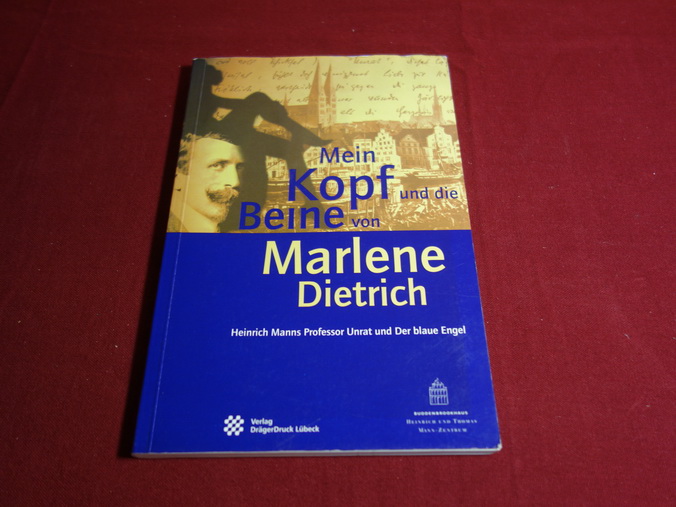 Mein
Kopf und die
Beine von
Marlene
Dietrich
Heinrich Manns Professor Unrat und Der blaue Engel
Verlag
DrägerDruck Lübeck
BUDDENBROOKHAUS
HEINRICH UND THOMAS
MANN-ZENTRUM